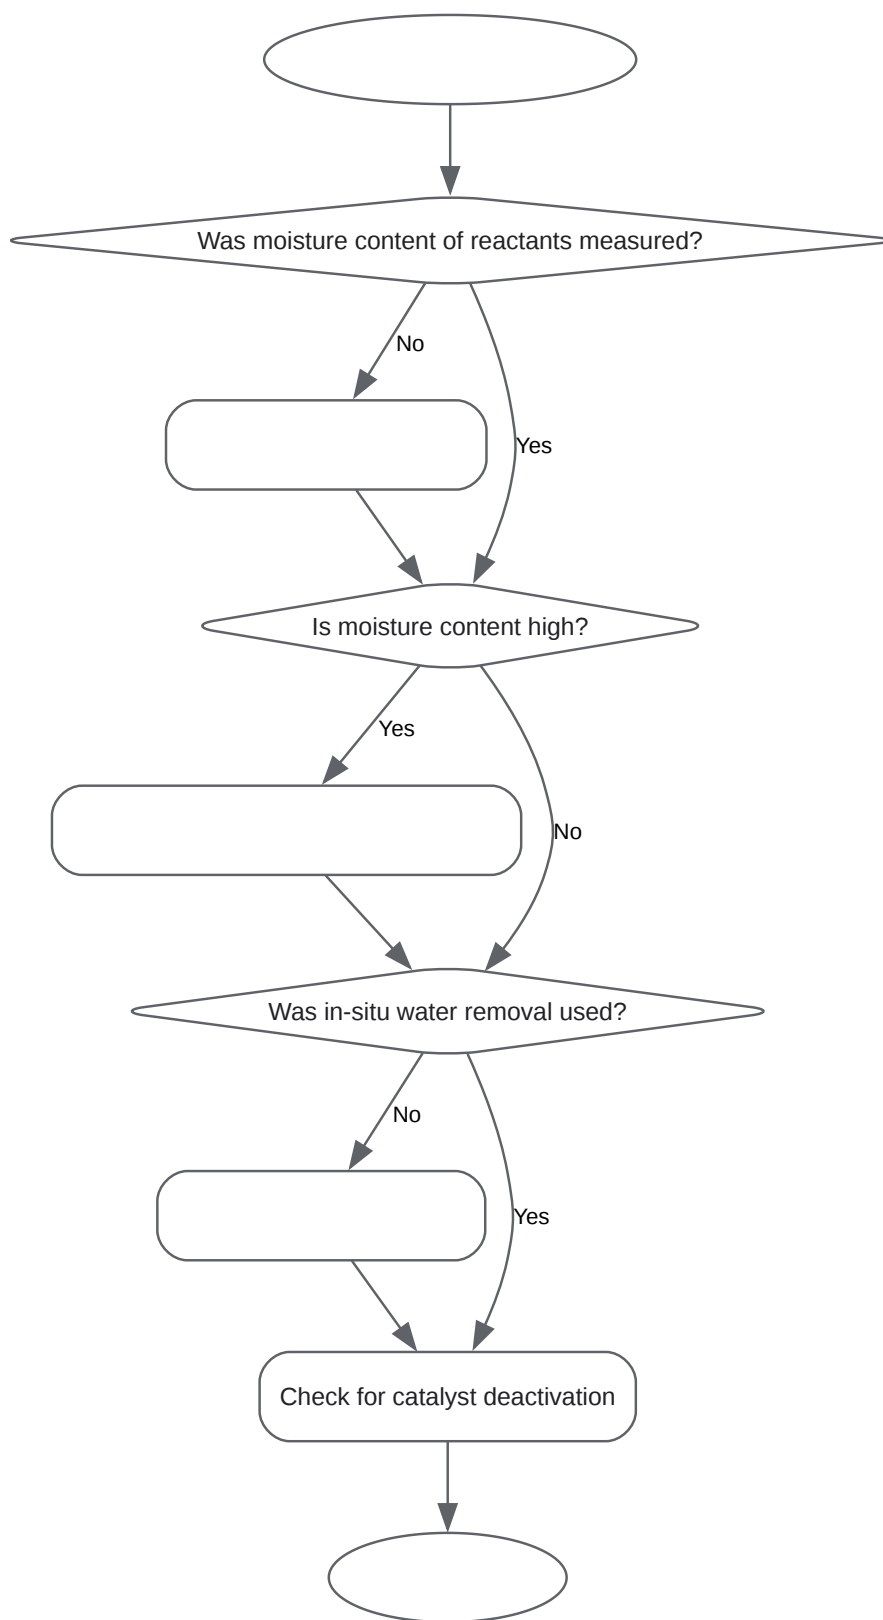 Was moisture content of reactants measured?
No
Yes
Is moisture content high?
Yes
No
Was in-situ water removal used?
No
Yes
Check for catalyst deactivation